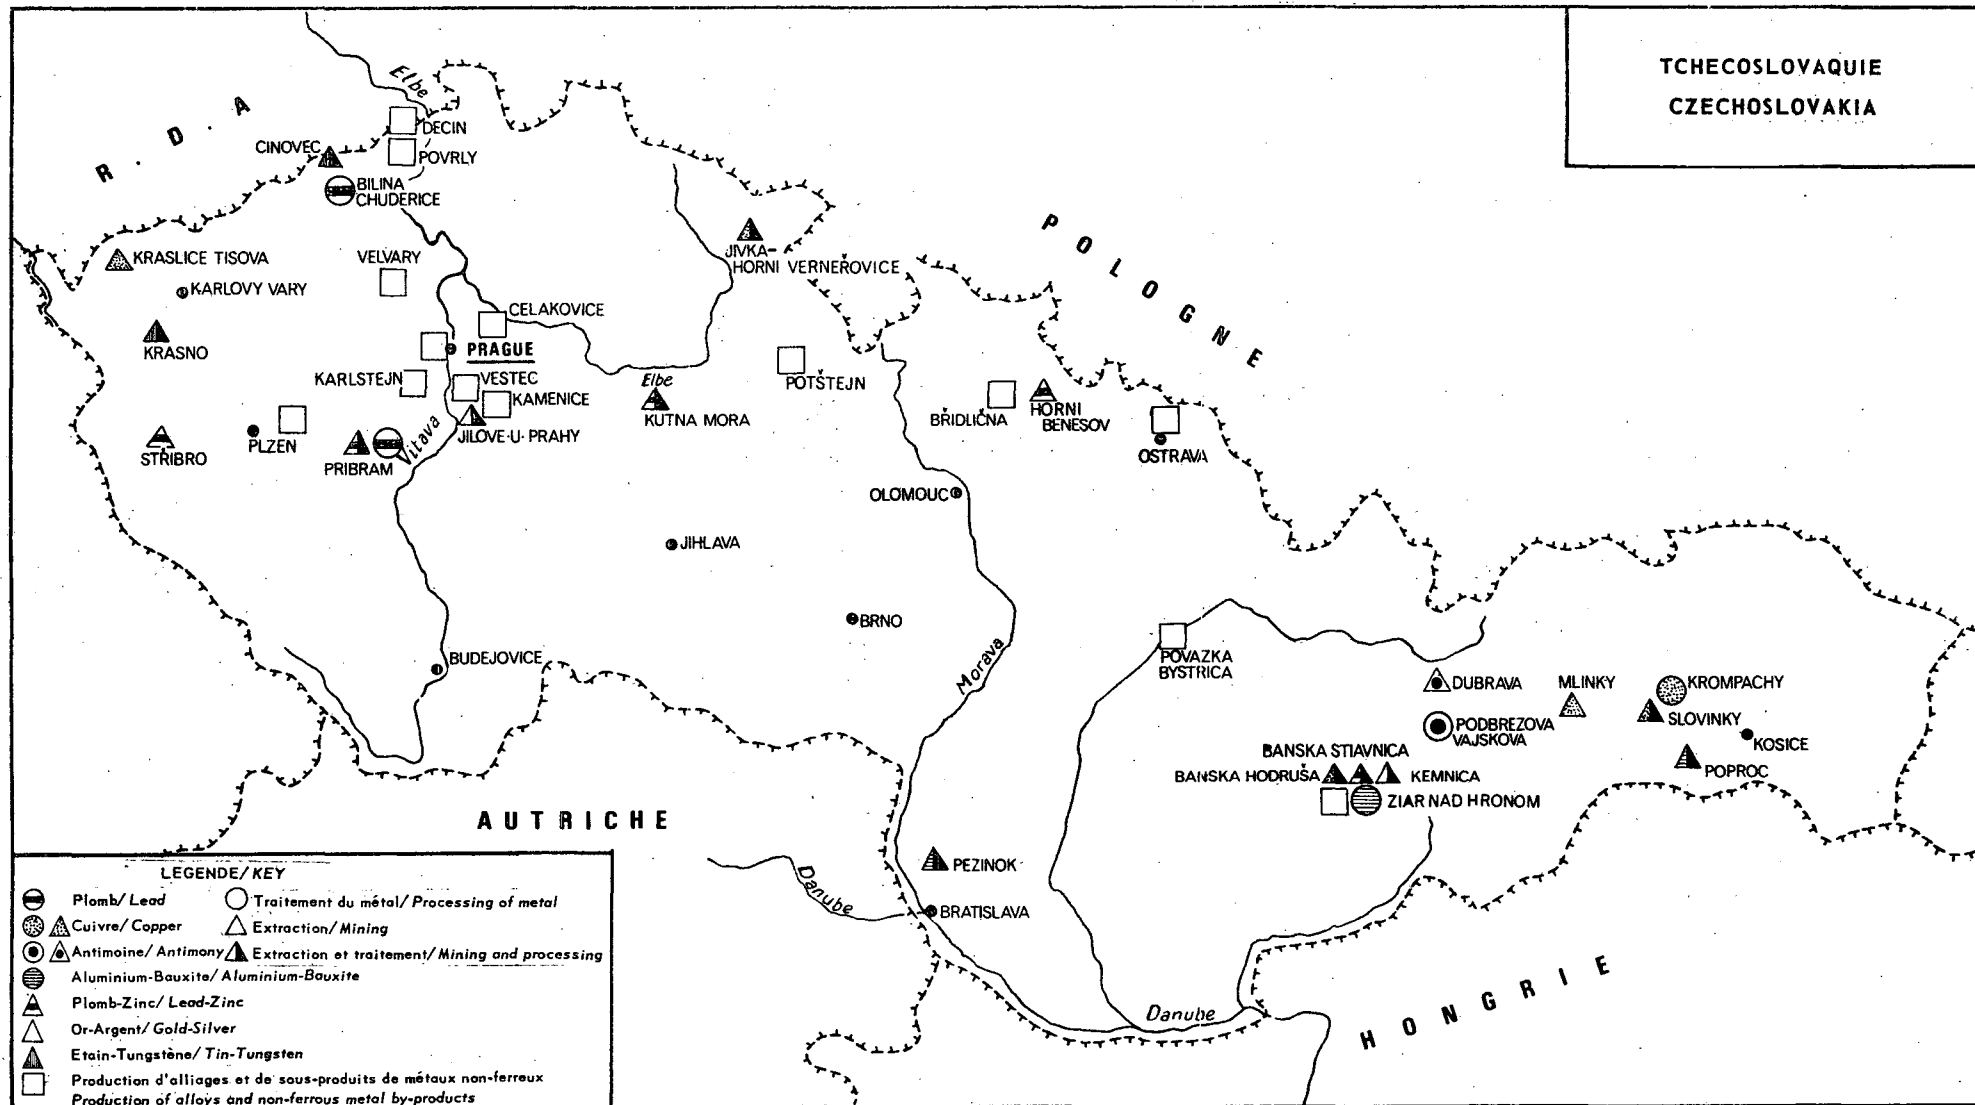 TCHECOSLOVAQUIE
CZECHOSLOVAKIA
R. D. A
Elbe
DECIN
CINOVEC
POVRLY
BILINA
CHUDERICE
KRASLICE TISOVA
VELVARY
KARLOVY VARY
JIVKA-
HORNI VERNEŘOVICE
POLOGNE
CELAKOVICE
KRASNO
PRAGUE
KARLSTEJN
VESTEC
KAMENICE
Elbe
KUTNA MORA
POTŠTEJN
BŘIDLIČNA
HORNI
BENESOV
STŘIBRO
PLZEN
PRIBRAM
Vltava
JILOVE·U·PRAHY
OSTRAVA
OLOMOUC
JIHLAVA
BRNO
BUDEJOVICE
Morava
POVAZKA
BYSTRICA
DUBRAVA
MLINKY
KROMPACHY
SLOVINKY
PODBREZOVA
VAJSKOVA
KOSICE
BANSKA STIAVNICA
BANSKA HODRUŠA
KEMNICA
POPROC
ZIAR NAD HRONOM
AUTRICHE
PEZINOK
Danube
BRATISLAVA
Danube
HONGRIE
LEGENDE/KEY
Plomb/Lead
Traitement du métal/Processing of metal
Cuivre/Copper
Extraction/Mining
Antimoine/Antimony
Extraction et traitement/Mining and processing
Aluminium-Bauxite/Aluminium-Bauxite
Plomb-Zinc/Lead-Zinc
Or-Argent/Gold-Silver
Etain-Tungstène/Tin-Tungsten
Production d'alliages et de sous-produits de métaux non-ferreux
Production of alloys and non-ferrous metal by-products